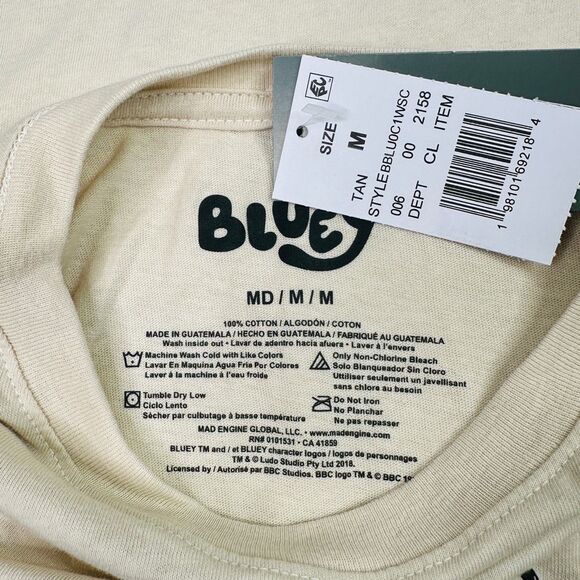 SIZE
M
TAN
STYLE BBLU0C1WSC
006 00 2158
DEPT CL ITEM
1 98101 69218 4
BLUEY
MD / M / M
100% COTTON / ALGODÓN / COTON
MADE IN GUATEMALA / HECHO EN GUATEMALA / FABRIQUÉ AU GUATEMALA
Wash inside out • Lavar de adentro hacia afuera • Laver à l'envers
Machine Wash Cold with Like Colors
Lavar En Maquina Agua Fria Por Colores
Laver à la machine à l'eau froide
Only Non-Chlorine Bleach
Solo Blanqueador Sin Cloro
Utiliser seulement un javellisant
sans chlore au besoin
Tumble Dry Low
Ciclo Lento
Sécher par culbutage à basse température
Do Not Iron
No Planchar
Ne pas repasser
MAD ENGINE GLOBAL, LLC. • www.madengine.com
RN# 0101531 • CA 41859
BLUEY TM and / et BLUEY character logos / logos de personnages
TM & © Ludo Studio Pty Ltd 2018.
Licensed by / Autorisé par BBC Studios. BBC logo TM & © BBC 19